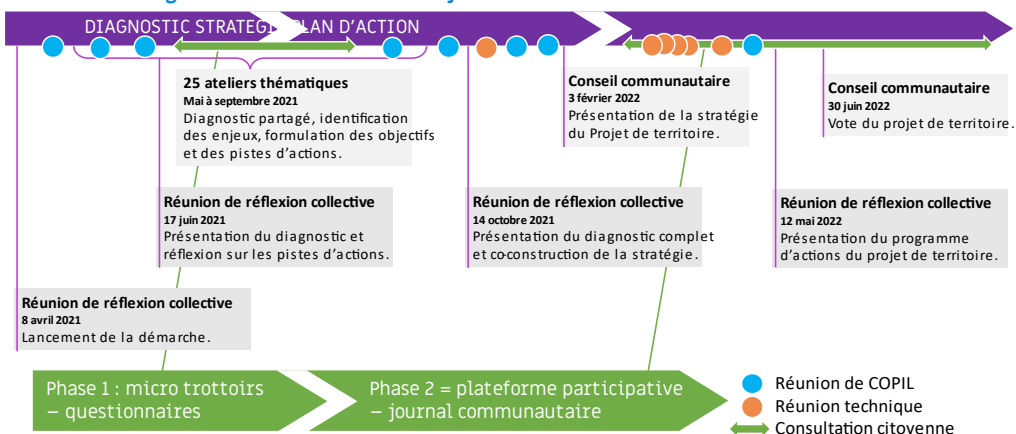 DIAGNOSTIC STRATEGI PLAN D'ACTION
25 ateliers thématiques
Mai à septembre 2021
Diagnostic partagé, identification
des enjeux, formulation des objectifs
et des pistes d'actions.
Conseil communautaire
3 février 2022
Présentation de la stratégie
du Projet de territoire.
Conseil communautaire
30 juin 2022
Vote du projet de territoire.
Réunion de réflexion collective
17 juin 2021
Présentation du diagnostic et
réflexion sur les pistes d'actions.
Réunion de réflexion collective
14 octobre 2021
Présentation du diagnostic complet
et co-construction de la stratégie.
Réunion de réflexion collective
12 mai 2022
Présentation du programme
d'actions du projet de territoire.
Réunion de réflexion collective
8 avril 2021
Lancement de la démarche.
Phase 1 : micro trottoirs
– questionnaires
Phase 2 = plateforme participative
– journal communautaire
Réunion de COPIL
Réunion technique
Consultation citoyenne